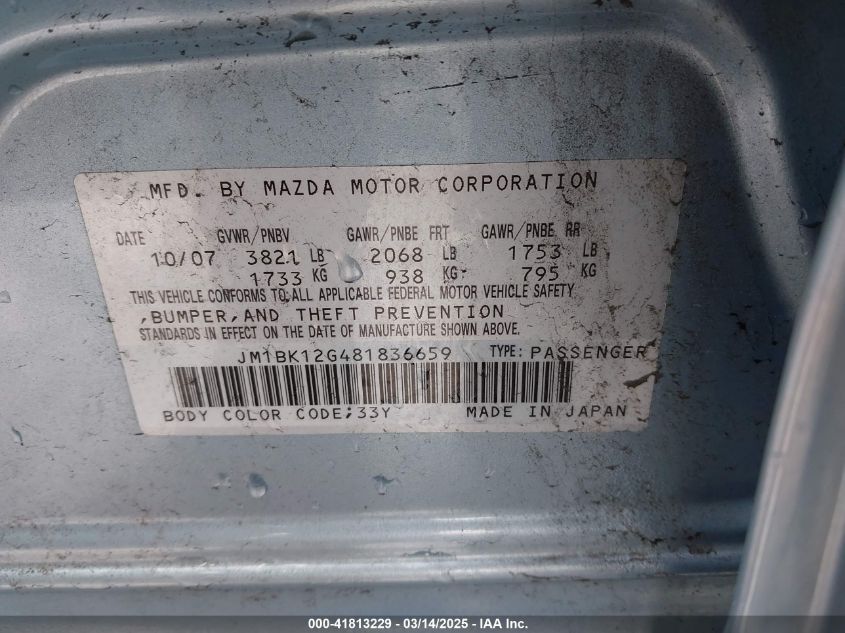 MFD. BY MAZDA MOTOR CORPORATION
DATE GVWR/PNBV GAWR/PNBE FRT GAWR/PNBE RR
10/07 3821 LB 2068 LB 1753 LB
1733 KG 938 KG 795 KG
THIS VEHICLE CONFORMS TO ALL APPLICABLE FEDERAL MOTOR VEHICLE SAFETY
,BUMPER,AND THEFT PREVENTION
STANDARDS IN EFFECT ON THE DATE OF MANUFACTURE SHOWN ABOVE.
JM1BK12G481836659 TYPE: PASSENGER
BODY COLOR CODE:33Y MADE IN JAPAN
000-41813229 - 03/14/2025 - IAA Inc.